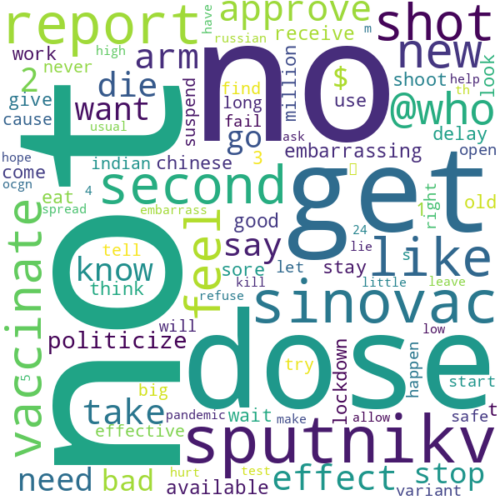 report
approve
shot
have
russian
high
m
no
work
never
arm
receive
new
2
die
suspend
million
find
$
shoot
help
th
look
give
cause
want
long
fail
use
@who
delay
come
go
ask
3
embarrassing
open
indian
chinese
eat
hope
ocgn
usual
4
spread
embarrass
second
get
good
1
right
old
not
vaccinate
feel
say
24
lie
like
tell
know
think
sore
let
stay
s
kill
little
leave
refuse
sinovac
politicize
will
dose
try
low
big
take
pandemic
wait
make
lockdown
allow
happen
start
safe
t
5
effective
sputnikv
need
bad
hurt
test
available
effect
stop
variant